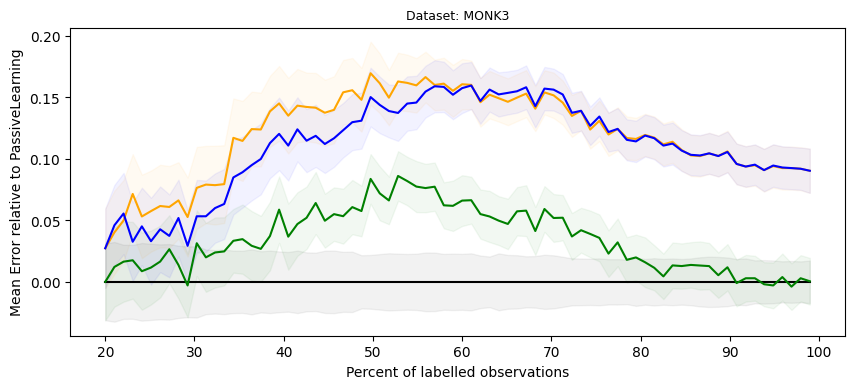 Dataset: MONK3
Mean Error relative to PassiveLearning
0.20
0.15
0.10
0.05
0.00
20 30 40 50 60 70 80 90 100
Percent of labelled observations